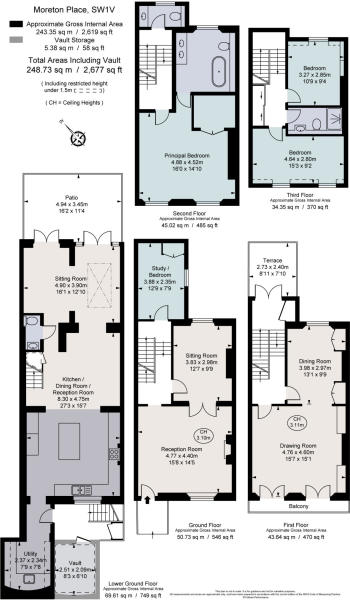 Moreton Place, SW1V
Approximate Gross Internal Area
243.35 sq m / 2,619 sq ft
Vault Storage
5.38 sq m / 58 sq ft
Total Areas Including Vault
248.73 sq m / 2,677 sq ft
( Including restricted height
under 1.5m
( CH = Ceiling Heights )
N
Principal Bedroom
4.88 x 4.52m
16'0 x 14'10
Second Floor
Approximate Gross Internal Area
45.02 sq m / 485 sq ft
Bedroom
3.27 x 2.85m
10'9 x 9'4
Bedroom
4.64 x 2.80m
15'3 x 9'2
Third Floor
Approximate Gross Internal Area
34.35 sq m / 370 sq ft
Patio
4.94 x 3.45m
16'2 x 11'4
Sitting Room
4.90 x 3.90m
16'1 x 12'10
Kitchen /
Dining Room /
Reception Room
8.30 x 4.75m
27'3 x 15'7
Utility
2.37 x 2.34m
7'9 x 7'8
Vault
2.51 x 2.09m
8'3 x 6'10
Lower Ground Floor
Approximate Gross Internal Area
69.61 sq m / 749 sq ft
Study /
Bedroom
3.88 x 2.35m
12'9 x 7'9
Sitting Room
3.83 x 2.98m
12'7 x 9'9
CH
3.10m
Reception Room
4.77 x 4.40m
15'8 x 14'5
Ground Floor
Approximate Gross Internal Area
50.73 sq m / 546 sq ft
Terrace
2.73 x 2.40m
8'11 x 7'10
Dining Room
3.98 x 2.97m
13'1 x 9'9
CH
3.11m
Drawing Room
4.76 x 4.60m
15'7 x 15'1
Balcony
First Floor
Approximate Gross Internal Area
43.64 sq m / 470 sq ft